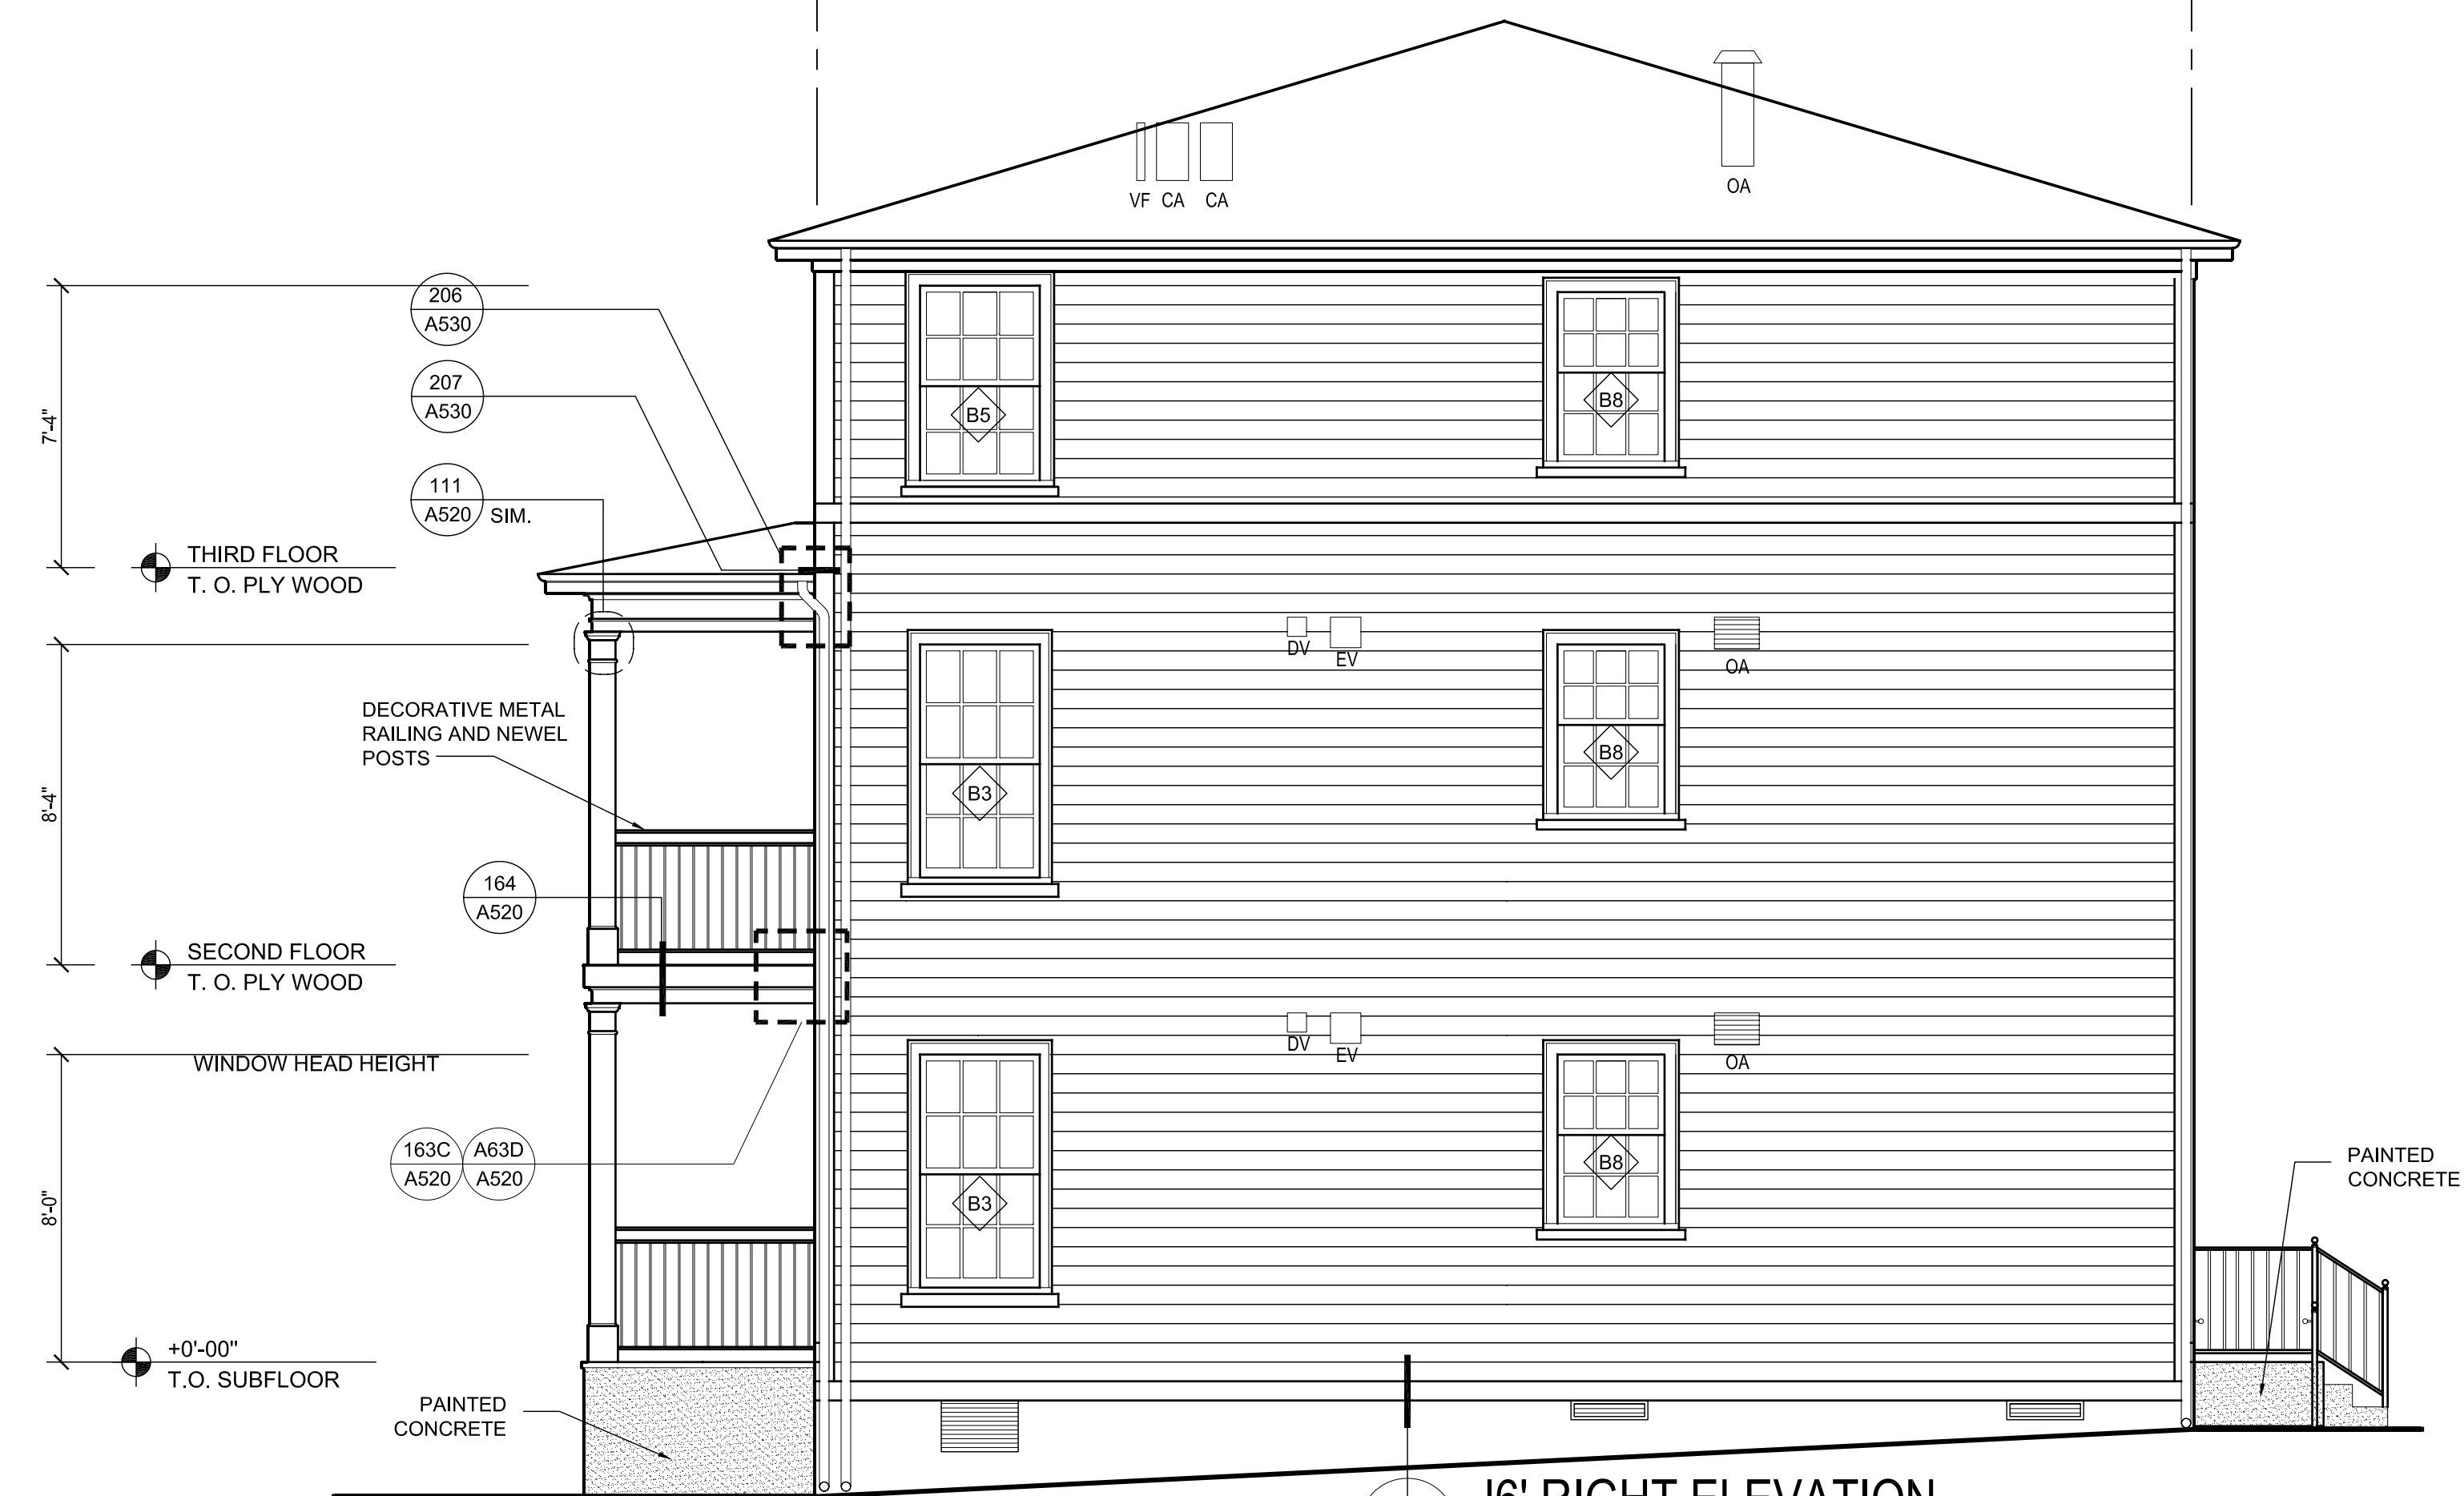 VF CA CA
OA
206
A530
207
A530
7'-4"
B5
B8
111
A520 SIM.
THIRD FLOOR
T. O. PLY WOOD
DV EV
OA
DECORATIVE METAL
RAILING AND NEWEL
POSTS
B3
B8
8'-4"
164
A520
SECOND FLOOR
T. O. PLY WOOD
DV EV
OA
WINDOW HEAD HEIGHT
163C A63D
A520 A520
B3
B8
8'-0"
PAINTED
CONCRETE
+0'-00"
T.O. SUBFLOOR
PAINTED
CONCRETE
RIGHT ELEVATION